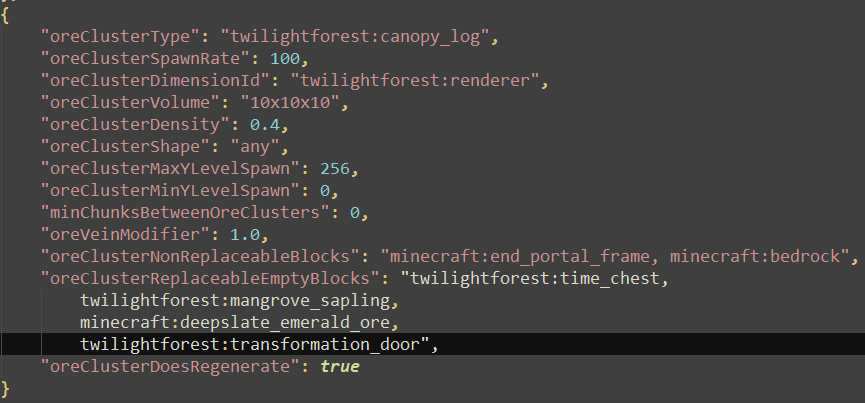 {
"oreClusterType": "twilightforest:canopy_log",
"oreClusterSpawnRate": 100,
"oreClusterDimensionId": "twilightforest:renderer",
"oreClusterVolume": "10x10x10",
"oreClusterDensity": 0.4,
"oreClusterShape": "any",
"oreClusterMaxYLevelSpawn": 256,
"oreClusterMinYLevelSpawn": 0,
"minChunksBetweenOreClusters": 0,
"oreVeinModifier": 1.0,
"oreClusterNonReplaceableBlocks": "minecraft:end_portal_frame, minecraft:bedrock",
"oreClusterReplaceableEmptyBlocks": "twilightforest:time_chest,
twilightforest:mangrove_sapling,
minecraft:deepslate_emerald_ore,
twilightforest:transformation_door",
"oreClusterDoesRegenerate": true
}